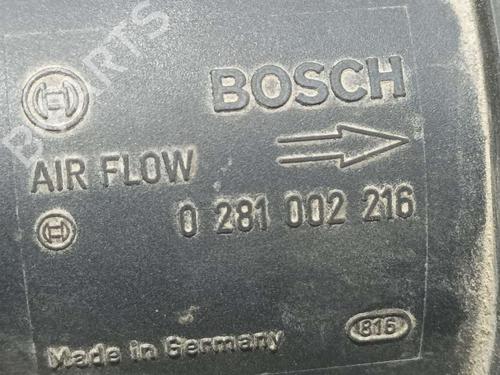 BOSCH
AIR FLOW
0 281 002 216
Made in Germany
816